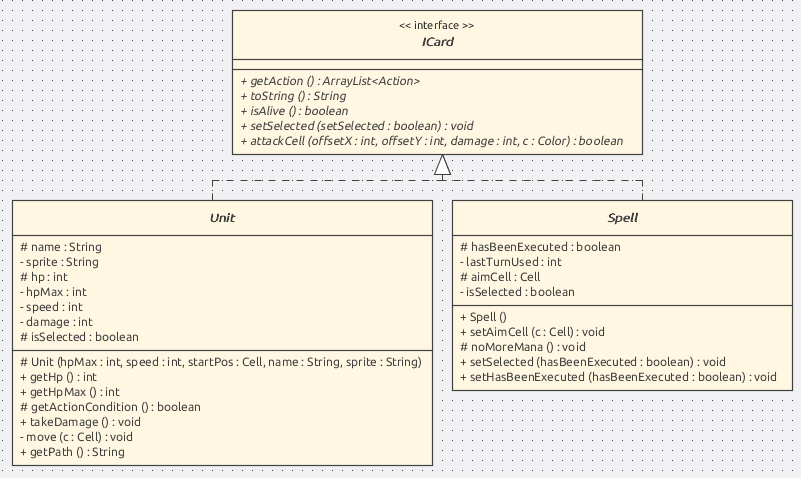 << interface >>
ICard
+ getAction () : ArrayList<Action>
+ toString () : String
+ isAlive () : boolean
+ setSelected (setSelected : boolean) : void
+ attackCell (offsetX : int, offsetY : int, damage : int, c : Color) : boolean
Unit
# name : String
- sprite : String
# hp : int
- hpMax : int
- speed : int
- damage : int
# isSelected : boolean
# Unit (hpMax : int, speed : int, startPos : Cell, name : String, sprite : String)
+ getHp () : int
+ getHpMax () : int
# getActionCondition () : boolean
+ takeDamage () : void
- move (c : Cell) : void
+ getPath () : String
Spell
# hasBeenExecuted : boolean
- lastTurnUsed : int
# aimCell : Cell
- isSelected : boolean
+ Spell ()
+ setAimCell (c : Cell) : void
# noMoreMana () : void
+ setSelected (hasBeenExecuted : boolean) : void
+ setHasBeenExecuted (hasBeenExecuted : boolean) : void